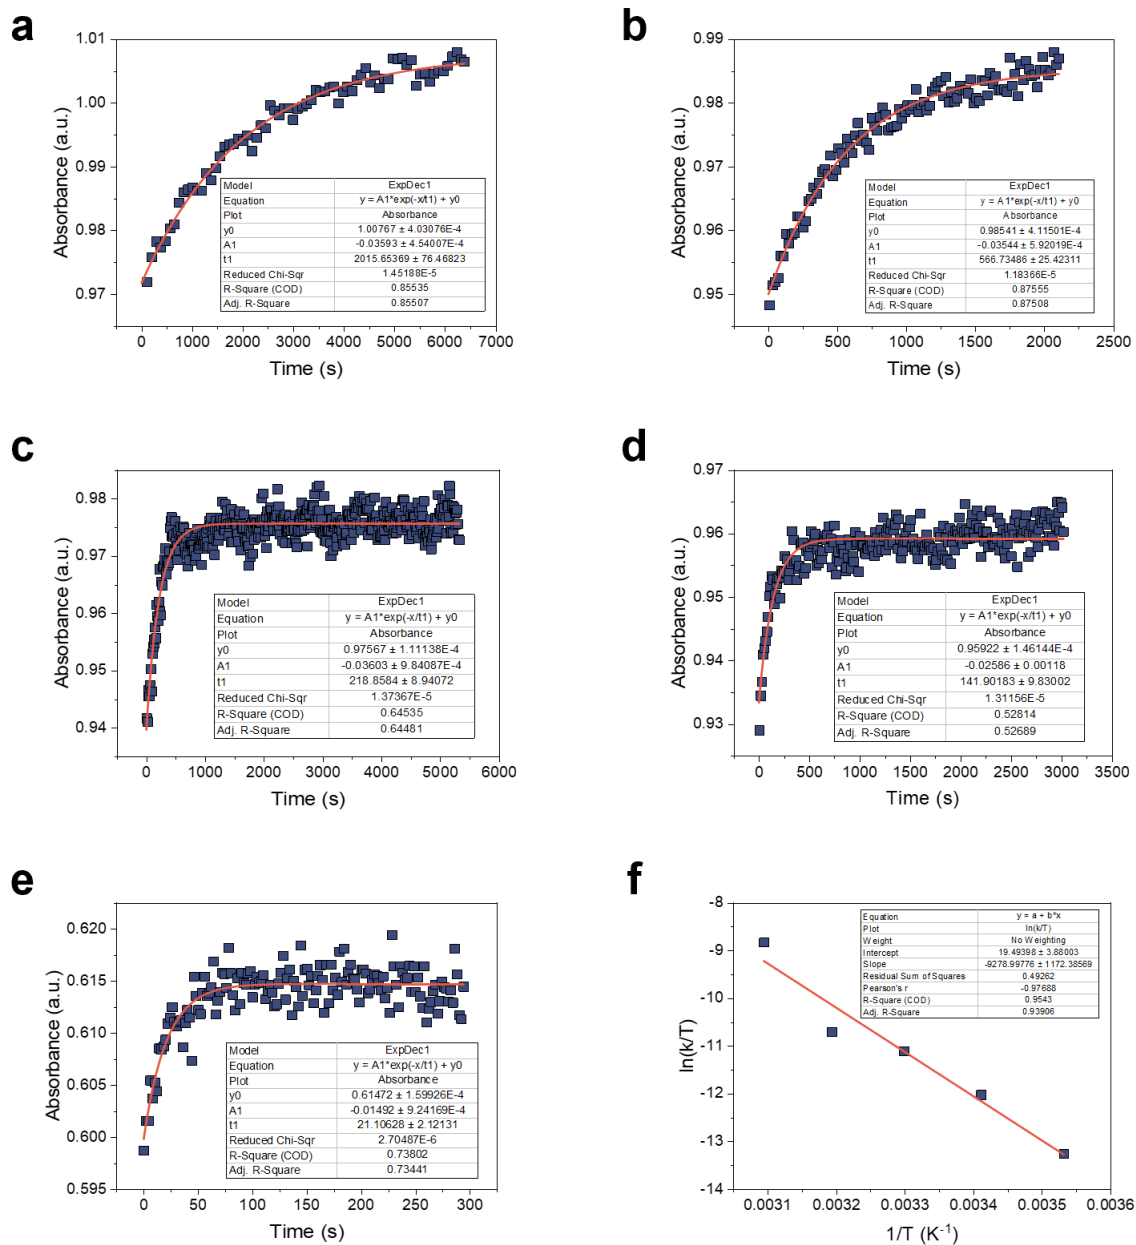 a
1.01
1.00
0.99
0.98
0.97
Absorbance (a.u.)
0 1000 2000 3000 4000 5000 6000 7000
Time (s)
Model ExpDec1
Equation y = A1*exp(-x/t1) + y0
Plot Absorbance
y0 1.00767 ± 4.03076E-4
A1 -0.03593 ± 4.54007E-4
t1 2015.65369 ± 76.46823
Reduced Chi-Sqr 1.45188E-5
R-Square (COD) 0.85535
Adj. R-Square 0.85507
b
0.99
0.98
0.97
0.96
0.95
Absorbance (a.u.)
0 500 1000 1500 2000 2500
Time (s)
Model ExpDec1
Equation y = A1*exp(-x/t1) + y0
Plot Absorbance
y0 0.98541 ± 4.11501E-4
A1 -0.03544 ± 5.92019E-4
t1 566.73486 ± 25.42311
Reduced Chi-Sqr 1.18366E-5
R-Square (COD) 0.87555
Adj. R-Square 0.87508
c
0.98
0.97
0.96
0.95
0.94
Absorbance (a.u.)
0 1000 2000 3000 4000 5000 6000
Time (s)
Model ExpDec1
Equation y = A1*exp(-x/t1) + y0
Plot Absorbance
y0 0.97567 ± 1.11138E-4
A1 -0.03603 ± 9.84087E-4
t1 218.8584 ± 8.94072
Reduced Chi-Sqr 1.37367E-5
R-Square (COD) 0.64535
Adj. R-Square 0.64481
d
0.97
0.96
0.95
0.94
0.93
Absorbance (a.u.)
0 500 1000 1500 2000 2500 3000 3500
Time (s)
Model ExpDec1
Equation y = A1*exp(-x/t1) + y0
Plot Absorbance
y0 0.95922 ± 1.46144E-4
A1 -0.02586 ± 0.00118
t1 141.90183 ± 9.83002
Reduced Chi-Sqr 1.31156E-5
R-Square (COD) 0.52814
Adj. R-Square 0.52689
e
0.620
0.615
0.610
0.605
0.600
0.595
Absorbance (a.u.)
0 50 100 150 200 250 300
Time (s)
Model ExpDec1
Equation y = A1*exp(-x/t1) + y0
Plot Absorbance
y0 0.61472 ± 1.59926E-4
A1 -0.01492 ± 9.24169E-4
t1 21.10628 ± 2.12131
Reduced Chi-Sqr 2.70487E-6
R-Square (COD) 0.73802
Adj. R-Square 0.73441
f
-8
-9
-10
-11
-12
-13
-14
ln(k/T)
0.0031 0.0032 0.0033 0.0034 0.0035 0.0036
1/T (K⁻¹)
Equation y = a + b*x
Plot ln(k/T)
Weight No Weighting
Intercept 19.49398 ± 3.88003
Slope -9278.99776 ± 1172.38569
Residual Sum of Squares 0.49262
Pearson's r -0.97688
R-Square (COD) 0.9543
Adj. R-Square 0.93906